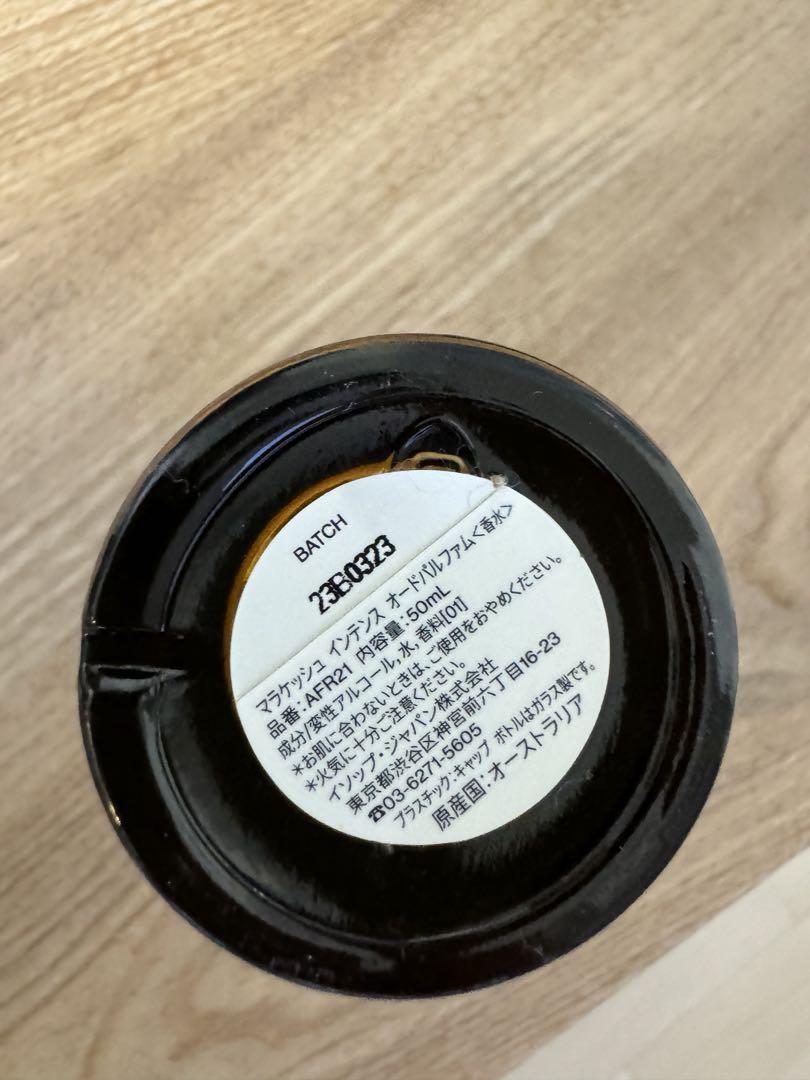 BATCH
23B0323
マラケッシュ インテンス オードパルファム<香水>
品番:AFR21 内容量:50mL
成分/変性アルコール,水,香料[01]
*お肌に合わないときは、ご使用をおやめください。
*火気に十分ご注意ください。
イソップ・ジャパン株式会社
東京都渋谷区神宮前六丁目16-23
☎03-6271-5605
プラスチック:キャップ ボトルはガラス製です。
原産国:オーストラリア